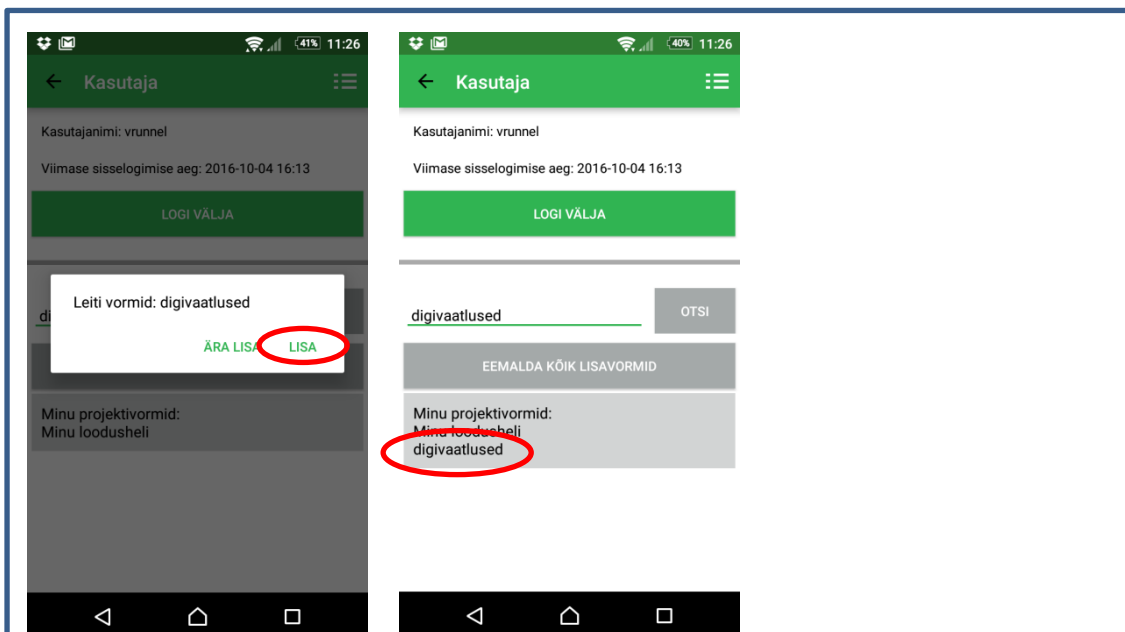 41% 11:26
Kasutaja
Kasutajanimi: vrunnel
Viimase sisselogimise aeg: 2016-10-04 16:13
LOGI VÄLJA
Leiti vormid: digivaatlused
di
ÄRA LISA LISA
Minu projektivormid:
Minu loodusheli
40% 11:26
Kasutaja
Kasutajanimi: vrunnel
Viimase sisselogimise aeg: 2016-10-04 16:13
LOGI VÄLJA
digivaatlused OTSI
EEMALDA KÕIK LISAVORMID
Minu projektivormid:
Minu loodusheli
digivaatlused